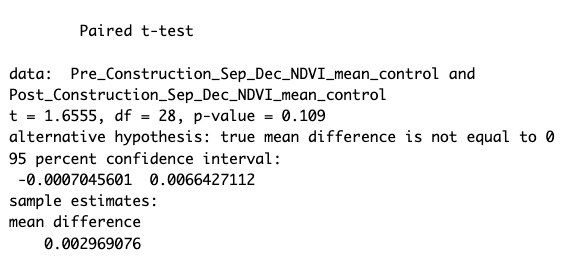 Paired t-test
data:  Pre_Construction_Sep_Dec_NDVI_mean_control and
Post_Construction_Sep_Dec_NDVI_mean_control
t = 1.6555, df = 28, p-value = 0.109
alternative hypothesis: true mean difference is not equal to 0
95 percent confidence interval:
-0.0007045601  0.0066427112
sample estimates:
mean difference
0.002969076